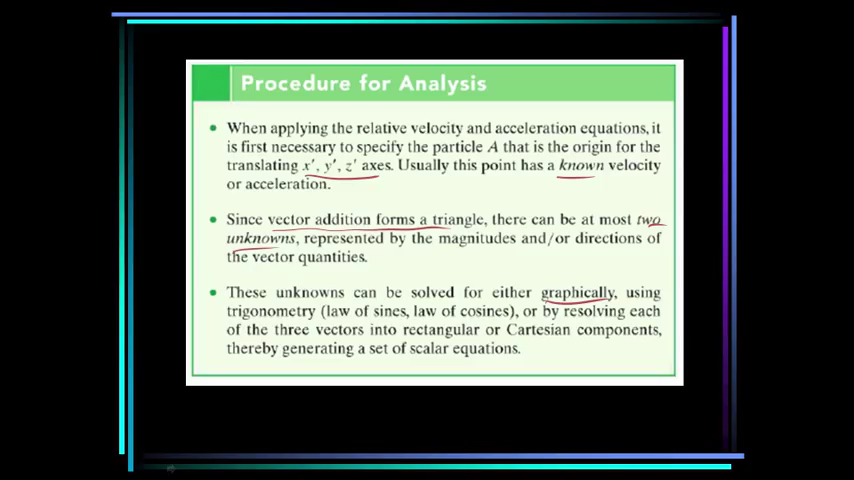 Procedure for Analysis
• When applying the relative velocity and acceleration equations, it
is first necessary to specify the particle A that is the origin for the
translating x', y', z' axes. Usually this point has a known velocity
or acceleration.
• Since vector addition forms a triangle, there can be at most two
unknowns, represented by the magnitudes and/or directions of
the vector quantities.
• These unknowns can be solved for either graphically, using
trigonometry (law of sines, law of cosines), or by resolving each
of the three vectors into rectangular or Cartesian components,
thereby generating a set of scalar equations.